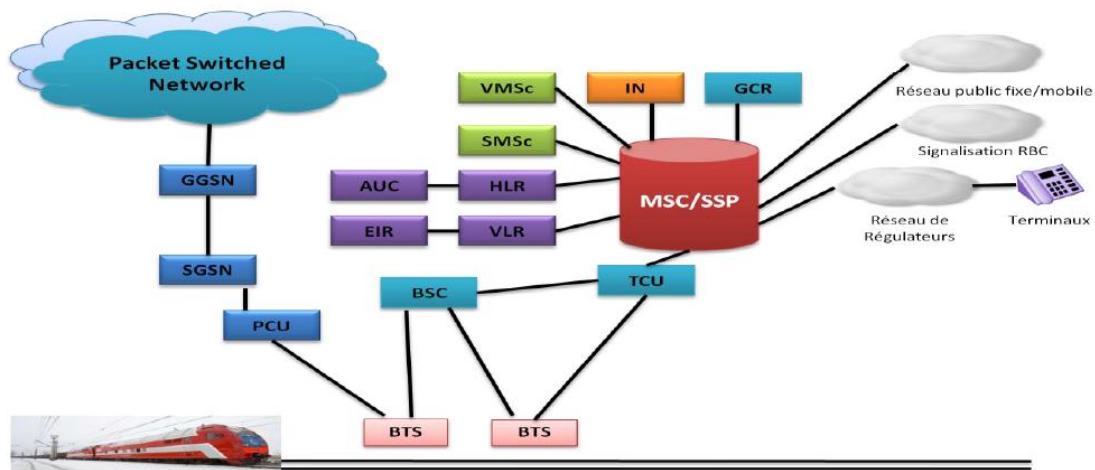 Packet Switched
Network
VMSc
IN
GCR
Réseau public fixe/mobile
SMSc
Signalisation RBC
GGSN
AUC
HLR
MSC/SSP
EIR
VLR
Réseau de
Régulateurs
Terminaux
SGSN
BSC
TCU
PCU
BTS
BTS